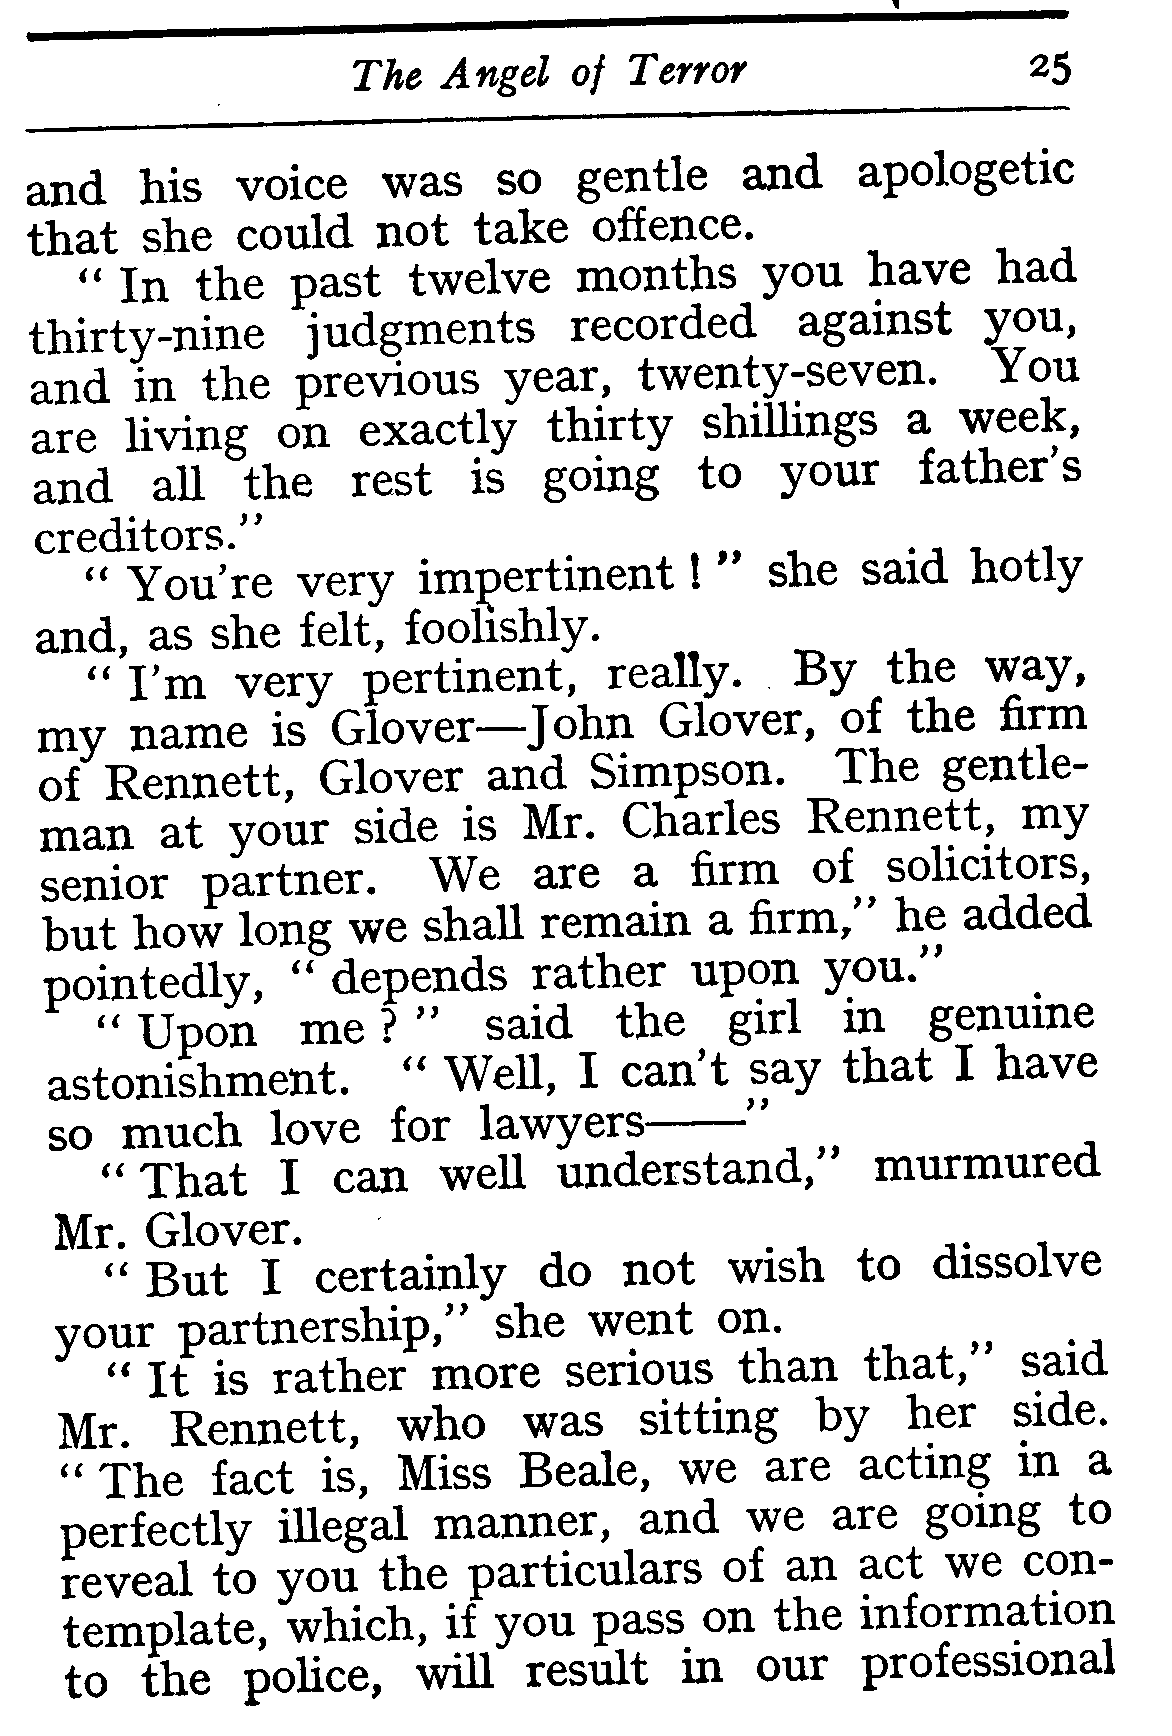 The Angel of Terror 25
and his voice was so gentle and apologetic
that she could not take offence.
“ In the past twelve months you have had
thirty-nine judgments recorded against you,
and in the previous year, twenty-seven. You
are living on exactly thirty shillings a week,
and all the rest is going to your father's
creditors.”
“ You're very impertinent ! ” she said hotly
and, as she felt, foolishly.
“ I'm very pertinent, really. By the way,
my name is Glover—John Glover, of the firm
of Rennett, Glover and Simpson. The gentle-
man at your side is Mr. Charles Rennett, my
senior partner. We are a firm of solicitors,
but how long we shall remain a firm,” he added
pointedly, “ depends rather upon you.”
“ Upon me ? ” said the girl in genuine
astonishment. “ Well, I can't say that I have
so much love for lawyers——”
“ That I can well understand,” murmured
Mr. Glover.
“ But I certainly do not wish to dissolve
your partnership,” she went on.
“ It is rather more serious than that,” said
Mr. Rennett, who was sitting by her side.
“ The fact is, Miss Beale, we are acting in a
perfectly illegal manner, and we are going to
reveal to you the particulars of an act we con-
template, which, if you pass on the information
to the police, will result in our professional